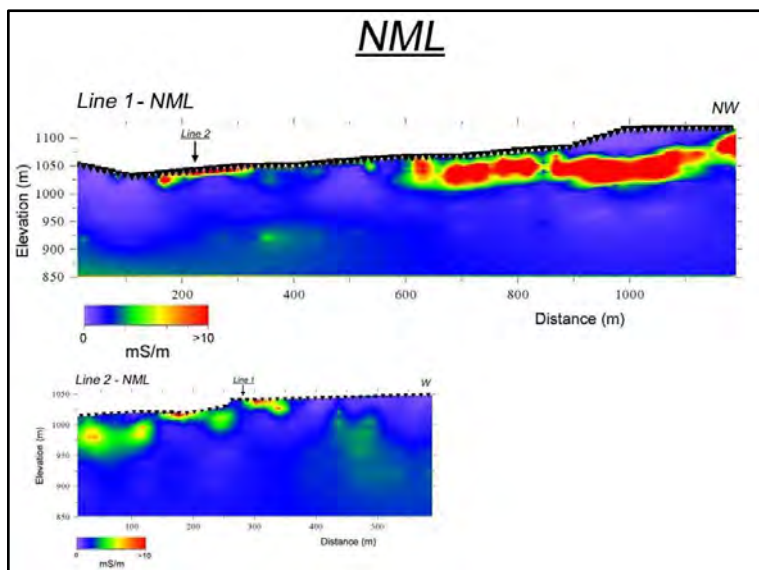 NML
Line 1 - NML
NW
Line 2
1100
1050
1000
950
900
850
Elevation (m)
200
400
600
800
1000
Distance (m)
0
>10
mS/m
Line 2 - NML
Line 1
W
1050
1000
950
900
850
Elevation (m)
100
200
300
400
500
Distance (m)
0
>10
mS/m